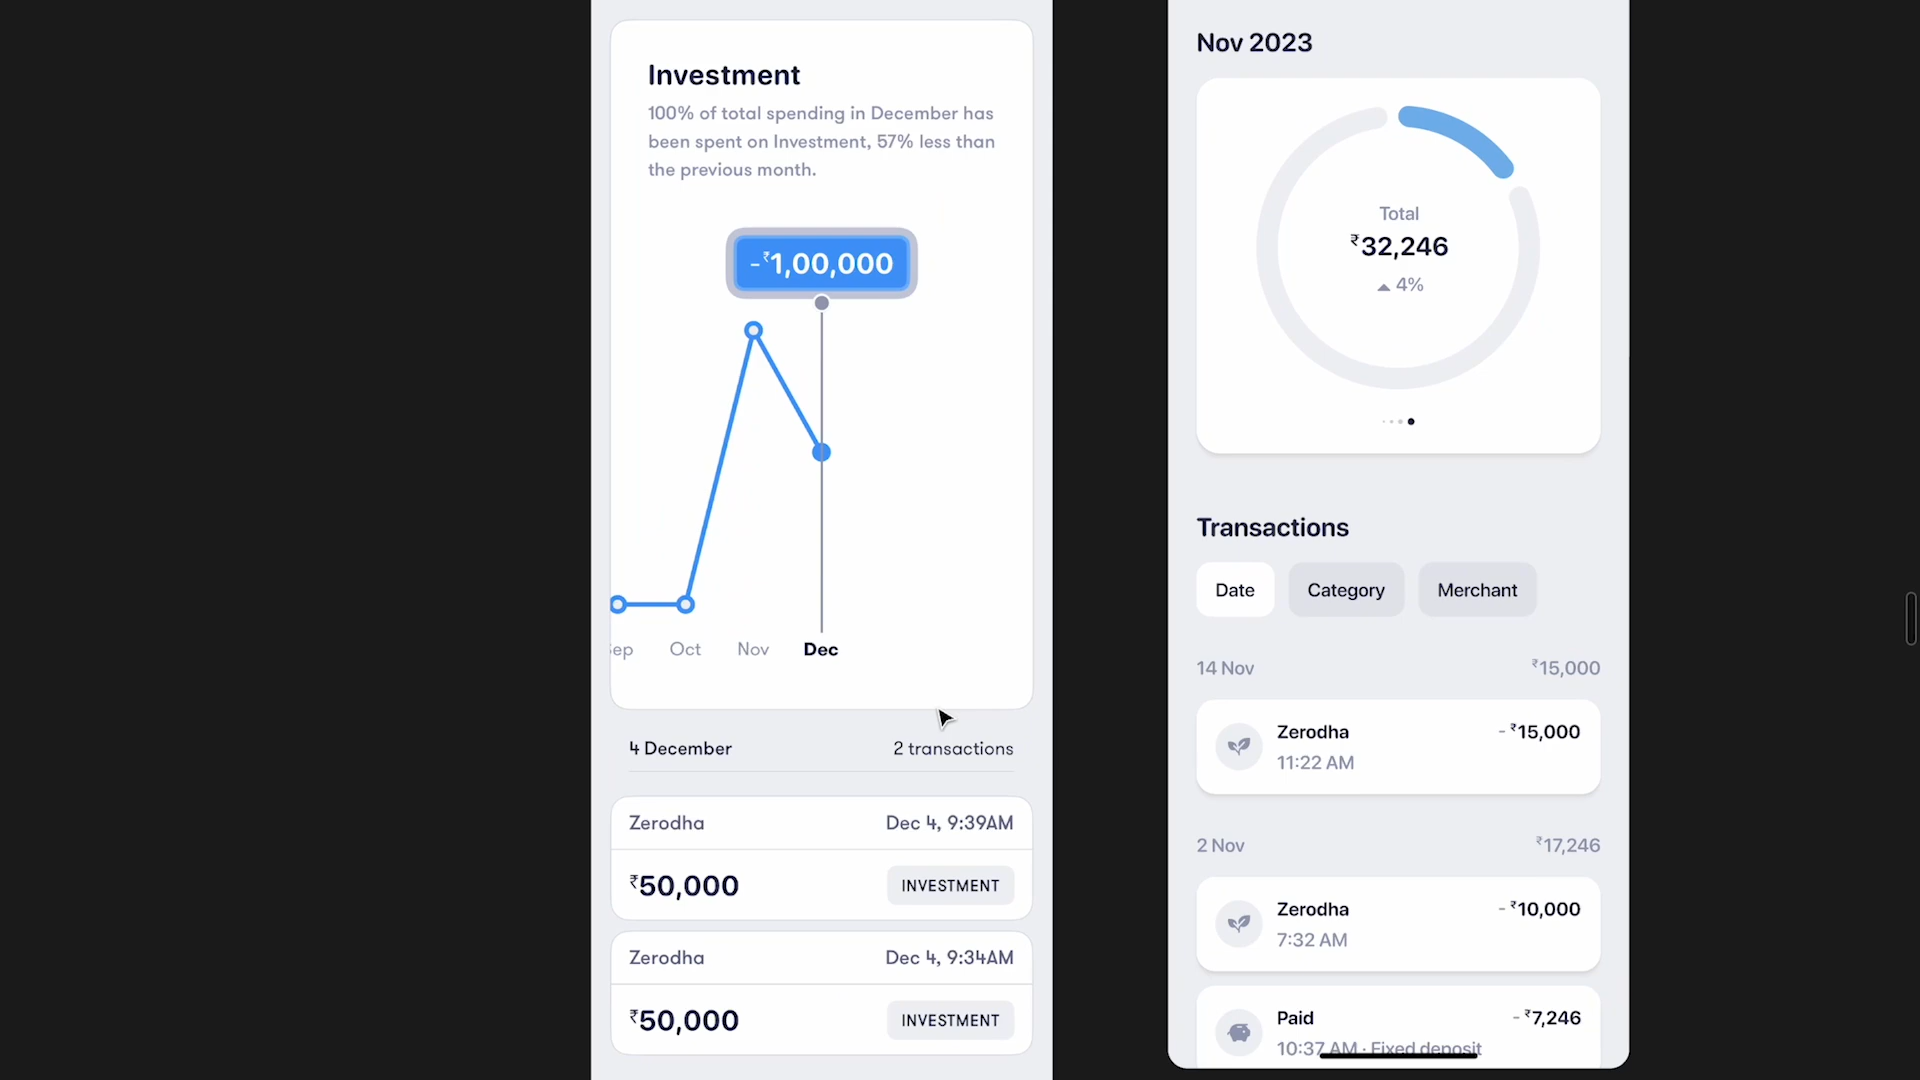 Investment
100% of total spending in December has
been spent on Investment, 57% less than
the previous month.
-₹1,00,000
Sep Oct Nov Dec
4 December 2 transactions
Zerodha Dec 4, 9:39AM
₹50,000 INVESTMENT
Zerodha Dec 4, 9:34AM
₹50,000 INVESTMENT
Nov 2023
Total
₹32,246
4%
Transactions
Date Category Merchant
14 Nov ₹15,000
Zerodha - ₹15,000
11:22 AM
2 Nov ₹17,246
Zerodha - ₹10,000
7:32 AM
Paid - ₹7,246
10:37 AM · Fixed deposit